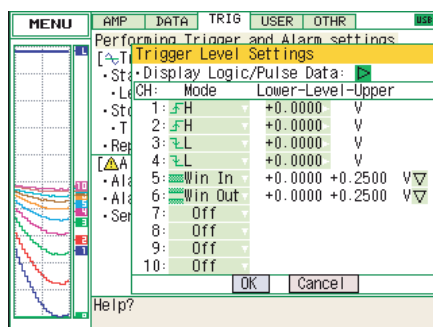 MENU AMP DATA TRIG USER OTHR USB
Performing Trigger and Alarm settings
Trigger Level Settings
Display Logic/Pulse Data:
CH: Mode Lower-Level-Upper
1: H +0.0000 V
2: H +0.0000 V
3: L +0.0000 V
4: L +0.0000 V
5: Win In +0.0000 +0.2500 V
6: Win Out +0.0000 +0.2500 V
7: Off
8: Off
9: Off
10: Off
OK Cancel
Help?